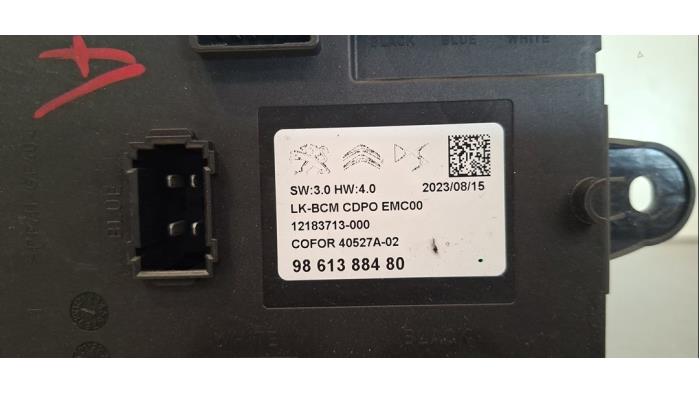 BLACK BLUE WHITE
SW:3.0 HW:4.0 2023/08/15
LK-BCM CDPO EMC00
12183713-000
COFOR 40527A-02
98 613 884 80
BLUE
WHITE